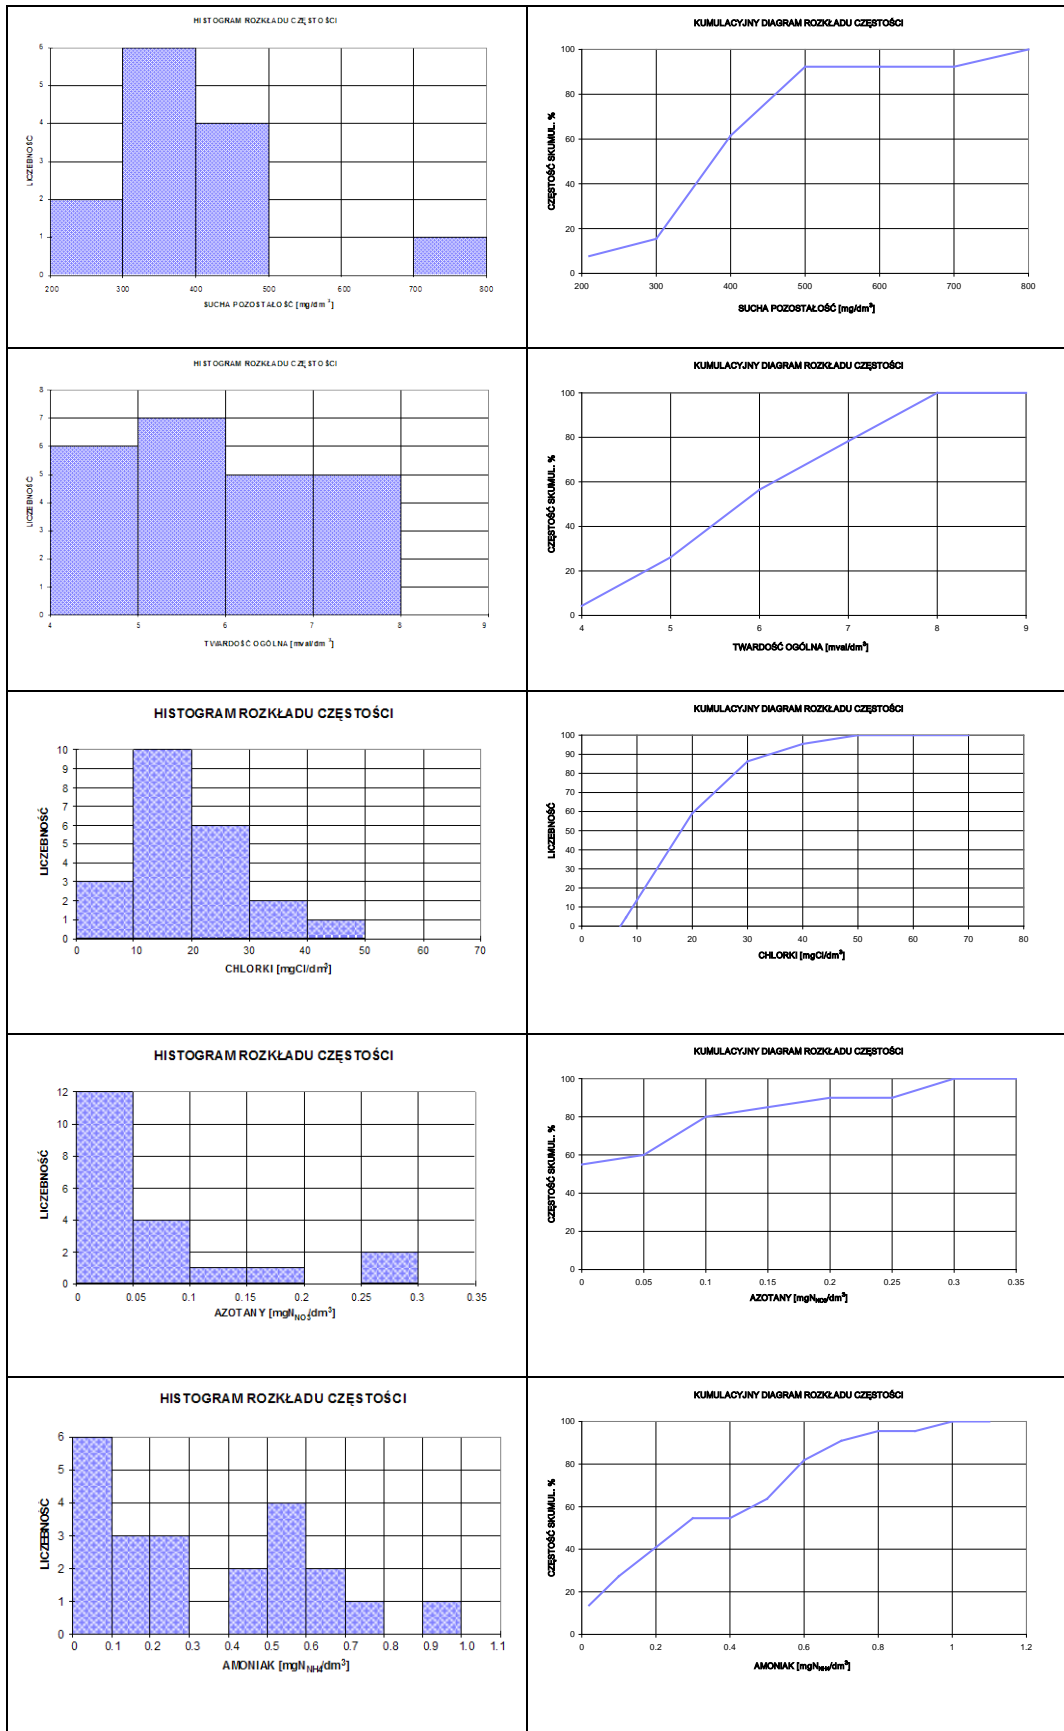 HISTOGRAM ROZKŁADU CZĘSTOŚCI
6
5
4
3
2
1
0
LICZEBNOŚĆ
200 300 400 500 600 700 800
SUCHA POZOSTAŁOŚĆ [mg/dm³]
KUMULACYJNY DIAGRAM ROZKŁADU CZĘSTOŚCI
100
80
60
40
20
0
CZĘSTOŚĆ SKUMUL. %
200 300 400 500 600 700 800
SUCHA POZOSTAŁOŚĆ [mg/dm³]
HISTOGRAM ROZKŁADU CZĘSTOŚCI
8
7
6
5
4
3
2
1
0
LICZEBNOŚĆ
4 5 6 7 8 9
TWARDOŚĆ OGÓLNA [mval/dm³]
KUMULACYJNY DIAGRAM ROZKŁADU CZĘSTOŚCI
100
80
60
40
20
0
CZĘSTOŚĆ SKUMUL. %
4 5 6 7 8 9
TWARDOŚĆ OGÓLNA [mval/dm³]
HISTOGRAM ROZKŁADU CZĘSTOŚCI
10
9
8
7
6
5
4
3
2
1
0
LICZEBNOŚĆ
0 10 20 30 40 50 60 70
CHLORKI [mgCl/dm³]
KUMULACYJNY DIAGRAM ROZKŁADU CZĘSTOŚCI
100
90
80
70
60
50
40
30
20
10
0
LICZEBNOŚĆ
0 10 20 30 40 50 60 70 80
CHLORKI [mgCl/dm³]
HISTOGRAM ROZKŁADU CZĘSTOŚCI
12
10
8
6
4
2
0
LICZEBNOŚĆ
0 0.05 0.1 0.15 0.2 0.25 0.3 0.35
AZOTANY [mgN_NO3/dm³]
KUMULACYJNY DIAGRAM ROZKŁADU CZĘSTOŚCI
100
80
60
40
20
0
CZĘSTOŚĆ SKUMUL. %
0 0.05 0.1 0.15 0.2 0.25 0.3 0.35
AZOTANY [mgN_NO3/dm³]
HISTOGRAM ROZKŁADU CZĘSTOŚCI
6
5
4
3
2
1
0
LICZEBNOŚĆ
0 0.1 0.2 0.3 0.4 0.5 0.6 0.7 0.8 0.9 1.0 1.1
AMONIAK [mgN_NH4/dm³]
KUMULACYJNY DIAGRAM ROZKŁADU CZĘSTOŚCI
100
80
60
40
20
0
CZĘSTOŚĆ SKUMUL. %
0 0.2 0.4 0.6 0.8 1 1.2
AMONIAK [mgN_NH4/dm³]